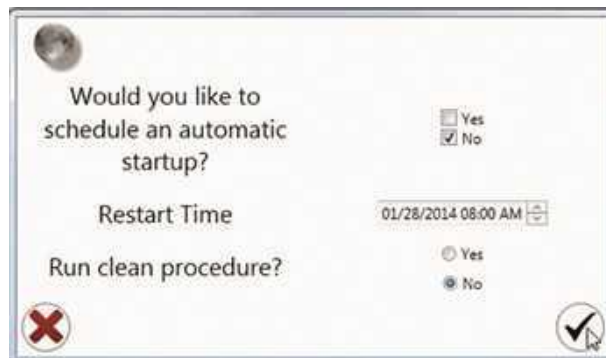 Would you like to
schedule an automatic
startup?
Yes
No
Restart Time
01/28/2014 08:00 AM
Run clean procedure?
Yes
No